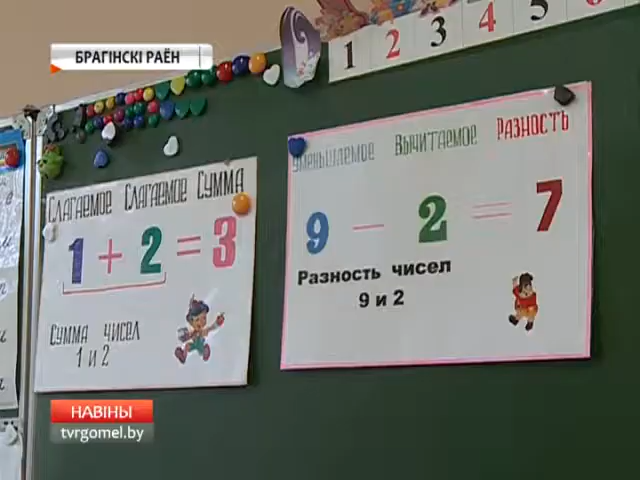 БРАГІНСКІ РАЁН
1 2 3 4 5 6
Слагаемое Слагаемое Сумма
1 + 2 = 3
Сумма чисел
1 и 2
Уменьшаемое Вычитаемое Разность
9 — 2 = 7
Разность чисел
9 и 2
НАВІНЫ
tvrgomel.by